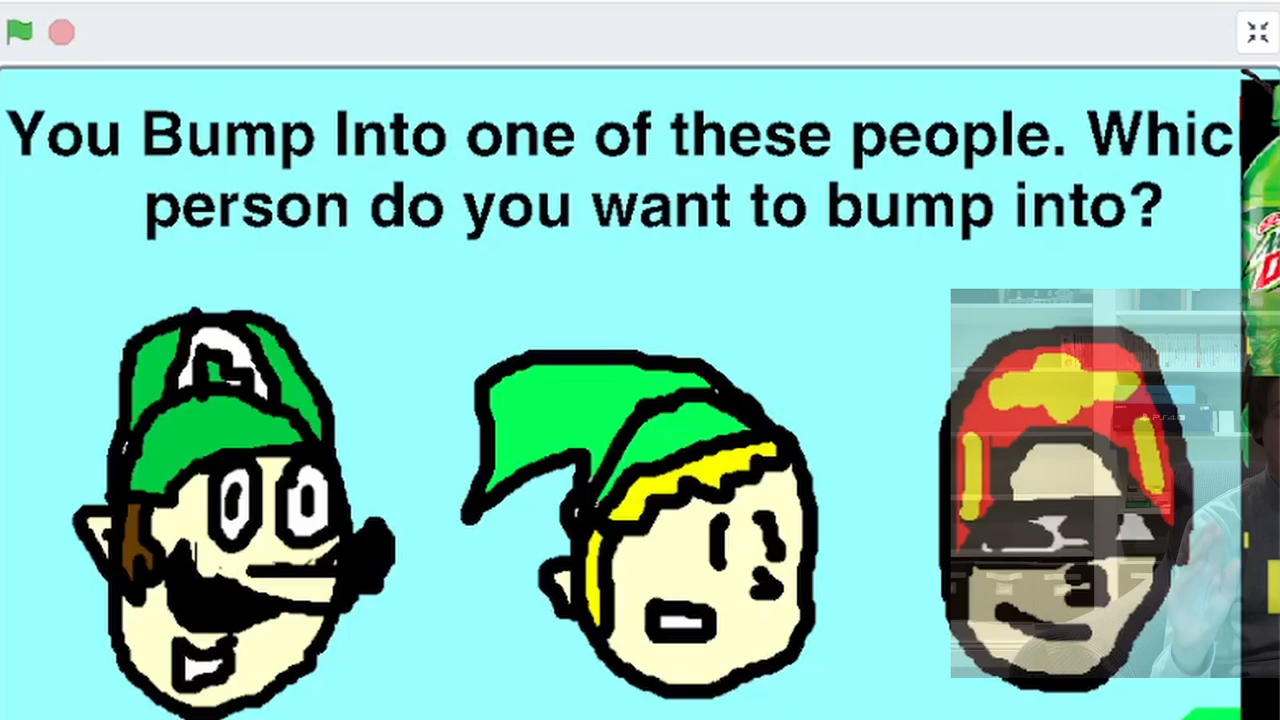 You Bump Into one of these people. Whic
person do you want to bump into?
L